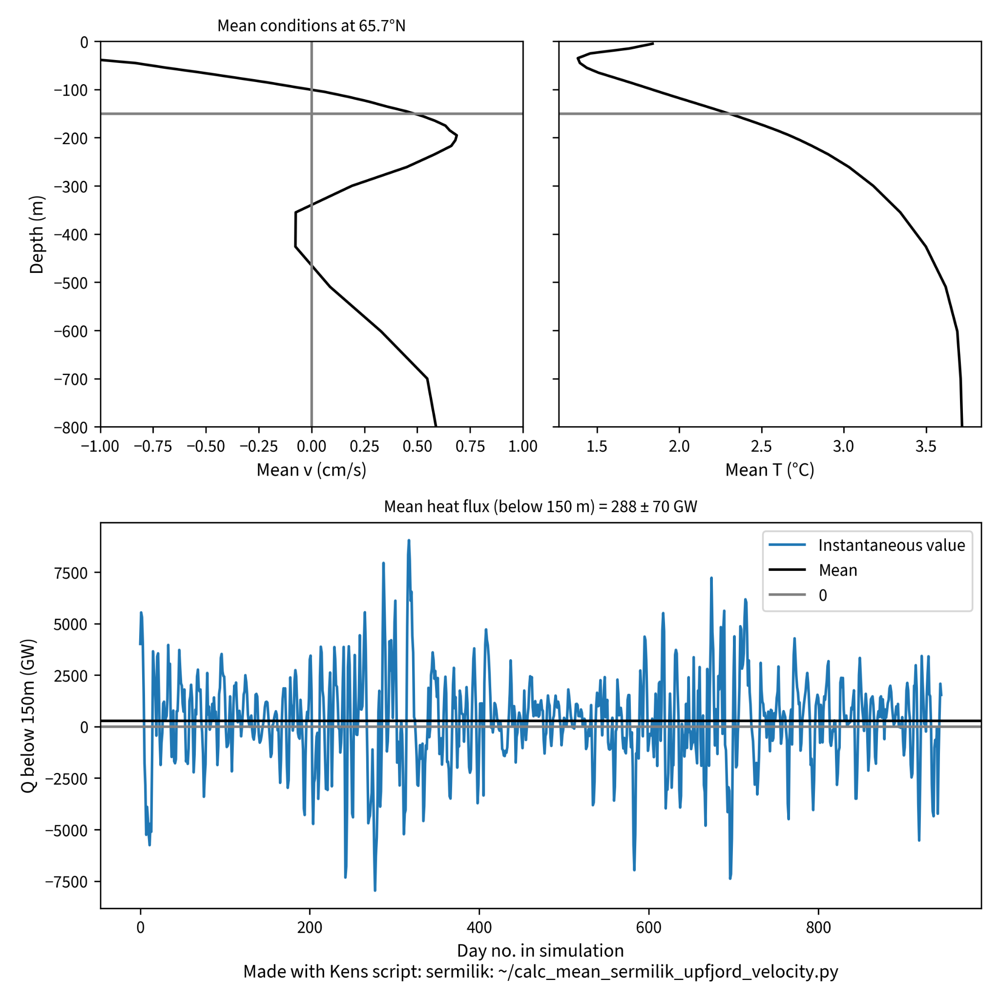 Mean conditions at 65.7°N
0
−100
−200
−300
−400
−500
−600
−700
−800
Depth (m)
−1.00 −0.75 −0.50 −0.25 0.00 0.25 0.50 0.75 1.00
Mean v (cm/s)
1.5 2.0 2.5 3.0 3.5
Mean T (°C)
Mean heat flux (below 150 m) = 288 ± 70 GW
7500
5000
2500
0
−2500
−5000
−7500
Q below 150m (GW)
Instantaneous value
Mean
0
0 200 400 600 800
Day no. in simulation
Made with Kens script: sermilik: ~/calc_mean_sermilik_upfjord_velocity.py